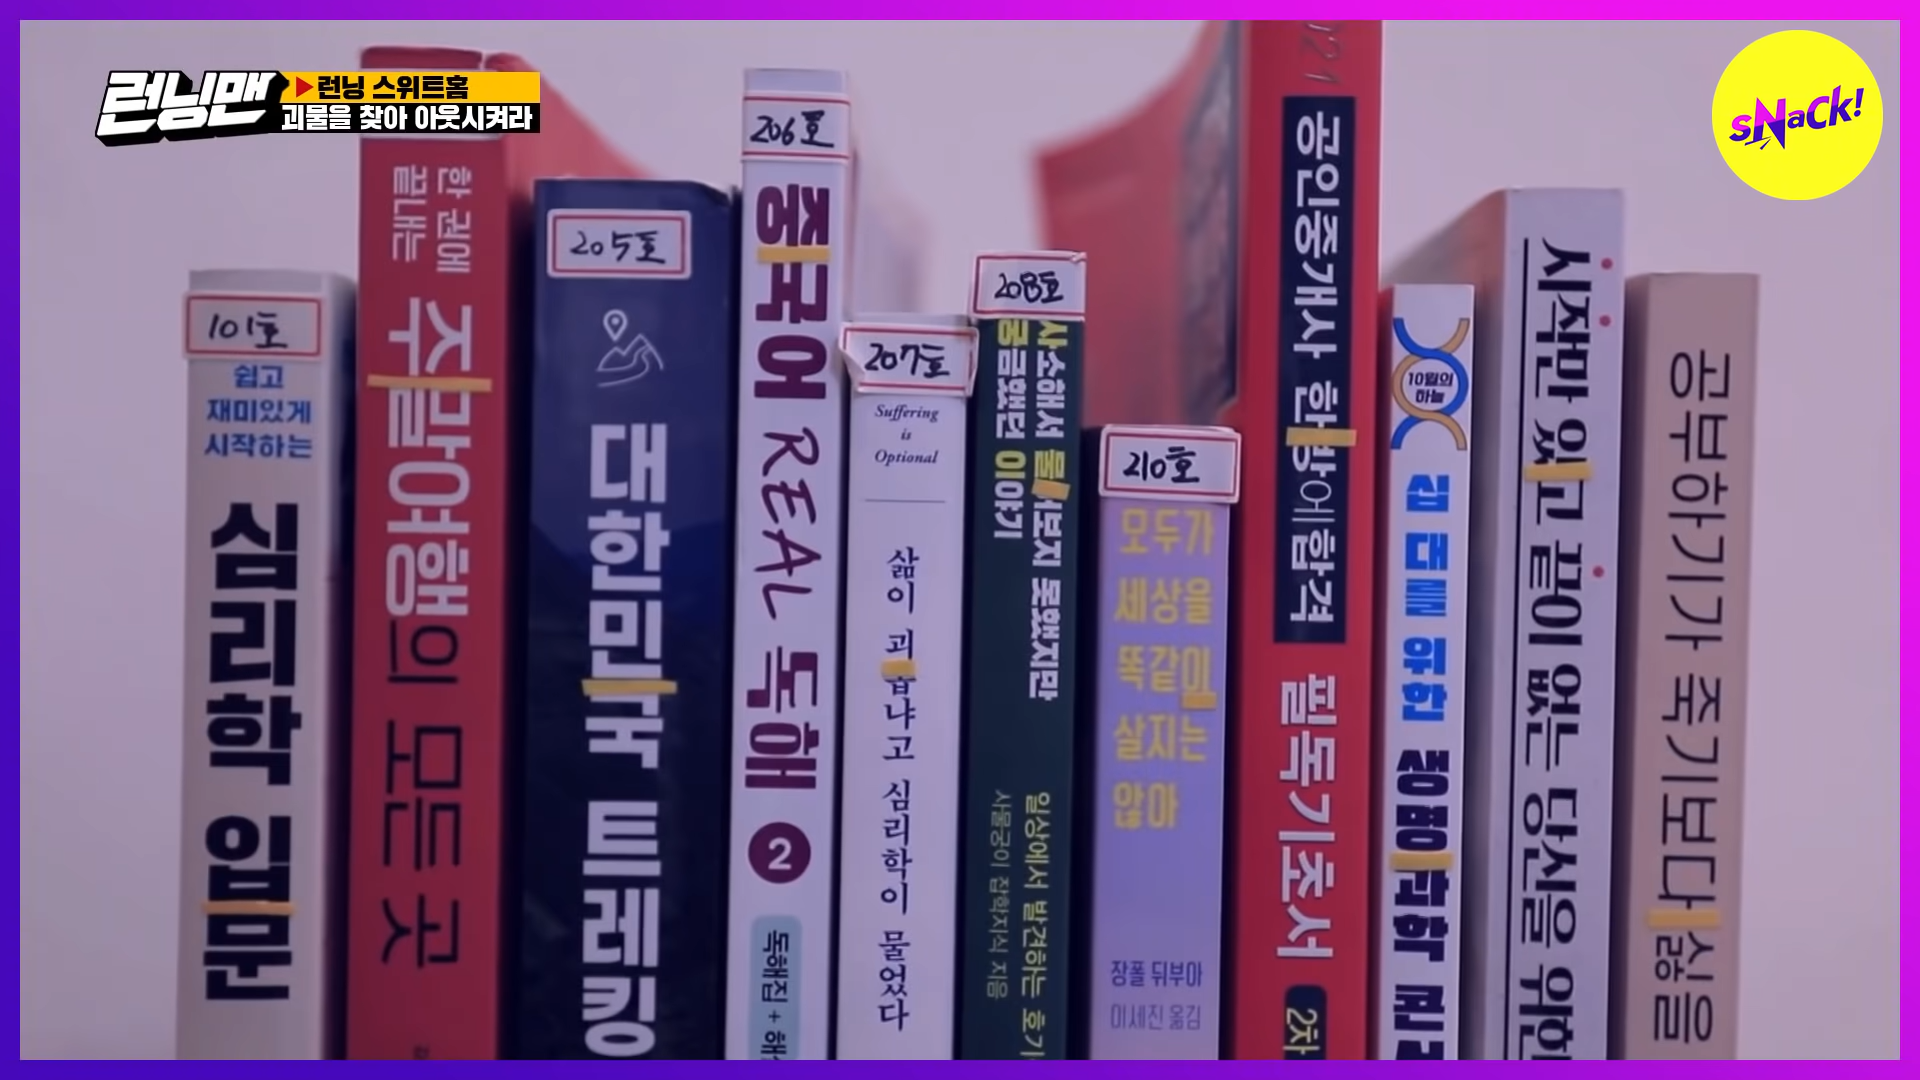 런닝맨
런닝 스위트홈
괴물을 찾아 아웃시켜라
sNaCk!
101호
쉽고
재미있게
시작하는
심리학 입문
한 권에
끝내는
주말여행의 모든 곳
205호
대한민국 트레킹
206호
중국어 REAL 독해
2
독해집 +
207호
Suffering
is
Optional
삶이 괴롭냐고 심리학이 물었다
208호
사소해서 물어보지 못했지만
궁금했던 이야기
일상에서 발견하는
사물궁이 잡학지식 지음
210호
모두가
세상을
똑같이
살지는
않아
장폴 뒤부아
이세진 옮김
공인중개사 한방에 합격
필독기초서
2차
10월의
하늘
십 대를 위한 생명과학
시작만 있고 끝이 없는 당신을
공부하기가 죽기보다 싫을